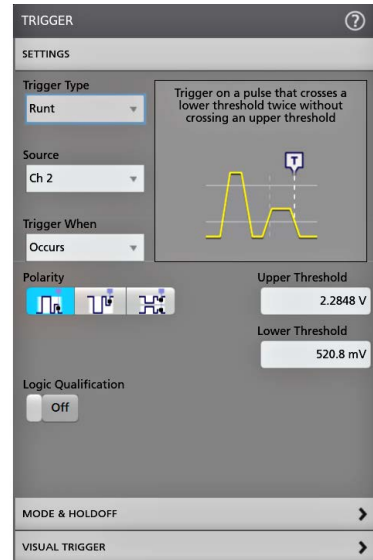 TRIGGER
?
SETTINGS
Trigger Type
Runt
Trigger on a pulse that crosses a
lower threshold twice without
crossing an upper threshold
T
Source
Ch 2
Trigger When
Occurs
Polarity
Upper Threshold
2.2848 V
Lower Threshold
520.8 mV
Logic Qualification
Off
MODE & HOLDOFF
VISUAL TRIGGER